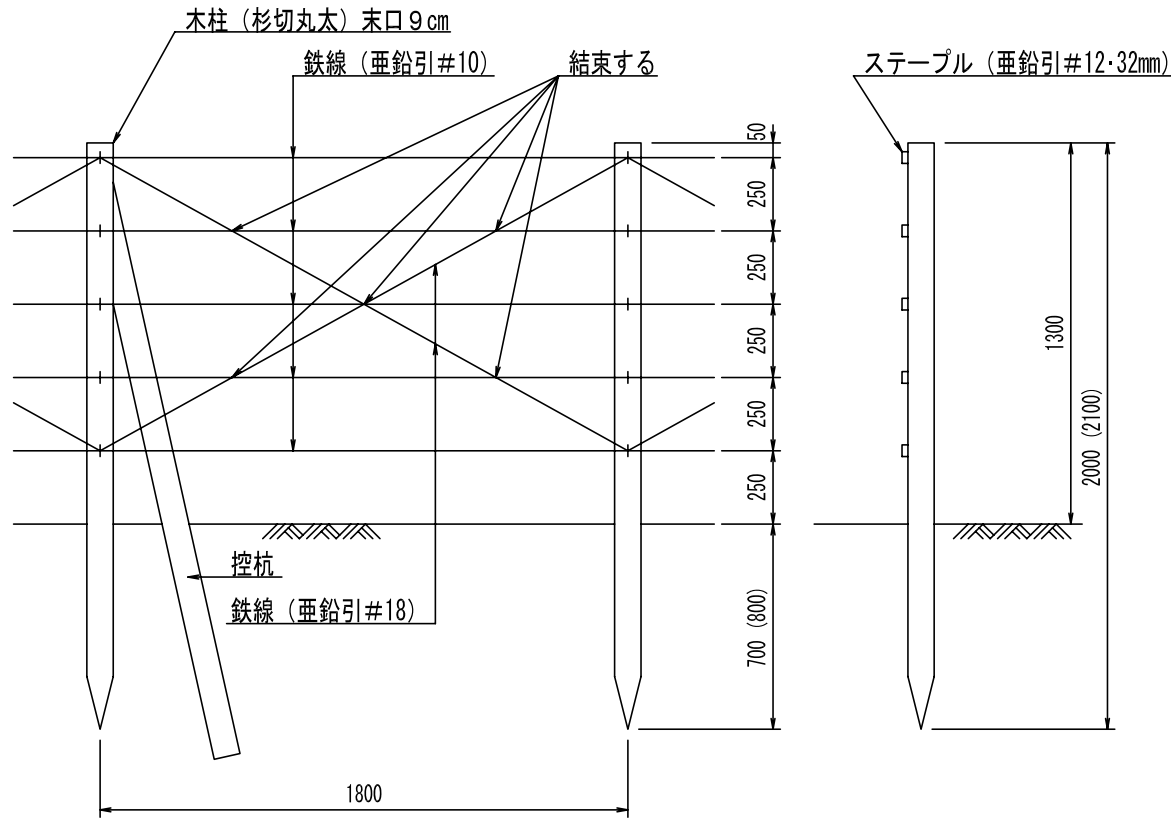 木柱（杉切丸太）末口９cm
鉄線（亜鉛引＃10）
結束する
ステープル（亜鉛引＃12･32mm）
50
250
250
250
250
250
700 (800)
1300
2000 (2100)
控杭
鉄線（亜鉛引＃18）
1800